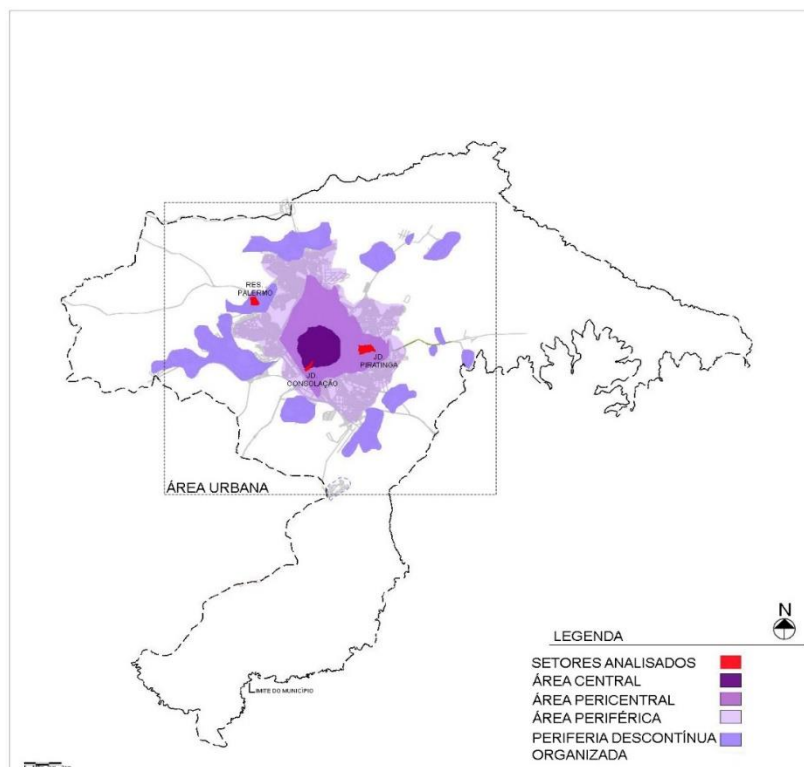 RES.
PALERMO
JD.
PIRATINGA
JD.
CONSOLAÇÃO
ÁREA URBANA
LIMITE DO MUNICÍPIO
N
LEGENDA
SETORES ANALISADOS
ÁREA CENTRAL
ÁREA PERICENTRAL
ÁREA PERIFÉRICA
PERIFERIA DESCONTÍNUA
ORGANIZADA